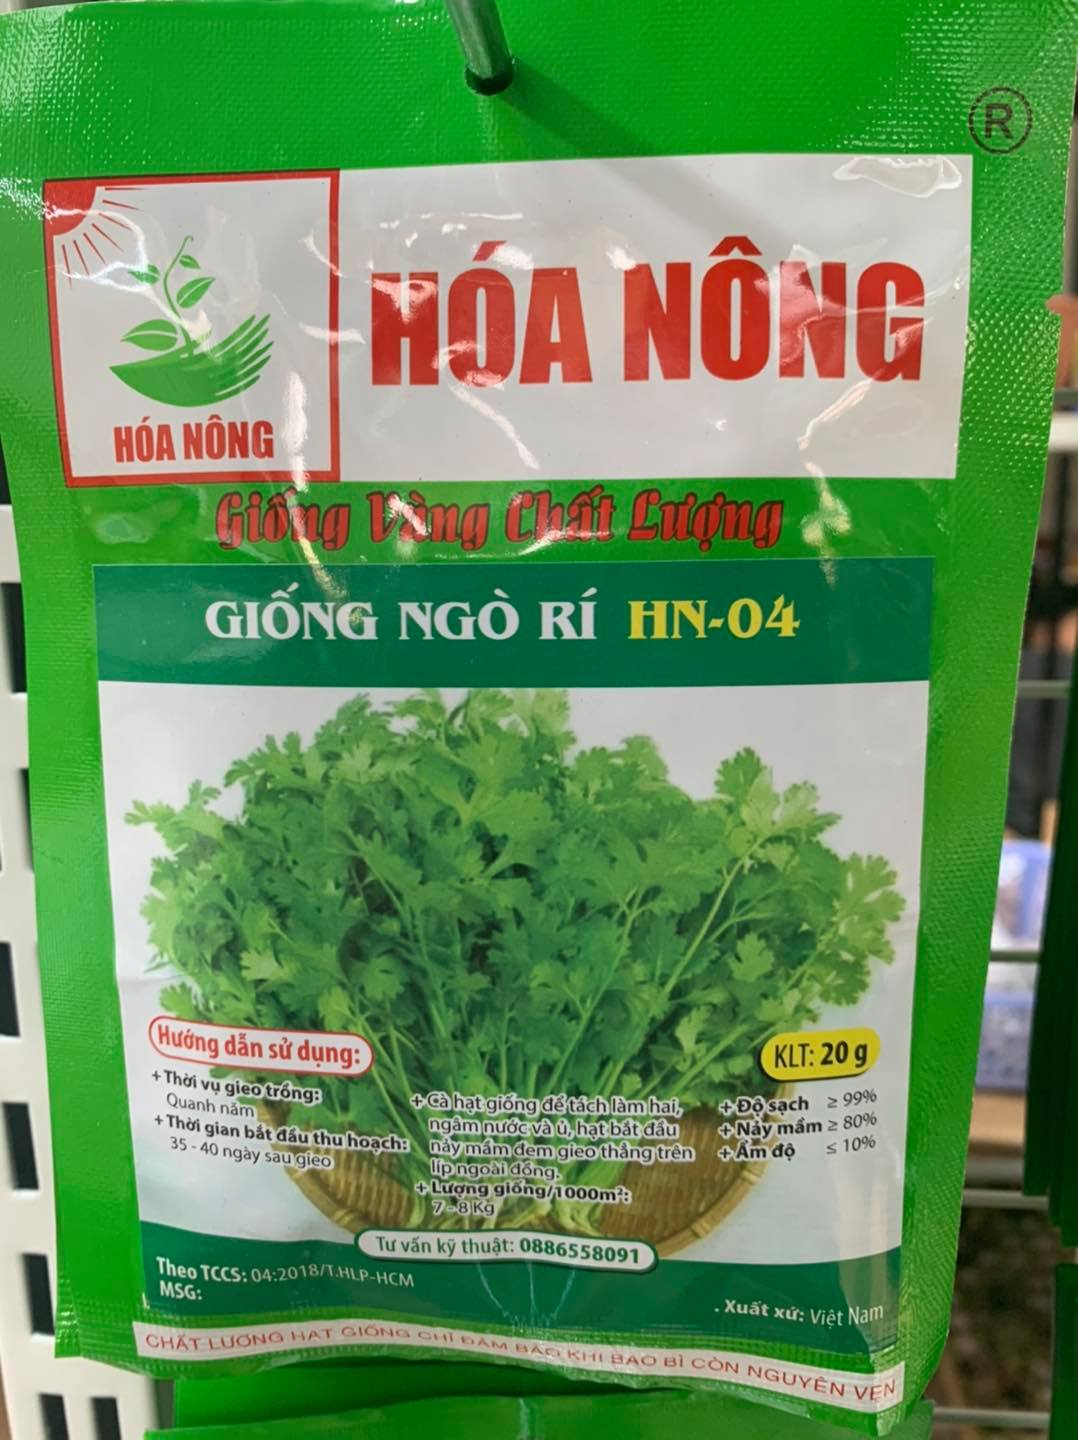 ®
HÓA NÔNG
HÓA NÔNG
Giống Vàng Chất Lượng
GIỐNG NGÒ RÍ HN-04
Hướng dẫn sử dụng:
KLT: 20 g
+ Thời vụ gieo trồng:
Quanh năm
+ Thời gian bắt đầu thu hoạch:
35 - 40 ngày sau gieo
+ Cà hạt giống để tách làm hai,
ngâm nước và ủ, hạt bắt đầu
nảy mầm đem gieo thẳng trên
líp ngoài đồng.
+ Lượng giống/1000m²:
7 - 8 Kg
+ Độ sạch ≥ 99%
+ Nảy mầm ≥ 80%
+ Ẩm độ ≤ 10%
Tư vấn kỹ thuật: 0886558091
Theo TCCS: 04:2018/T.HLP-HCM
MSG:
. Xuất xứ: Việt Nam
CHẤT LƯỢNG HẠT GIỐNG CHỈ ĐẢM BẢO KHI BAO BÌ CÒN NGUYÊN VẸN